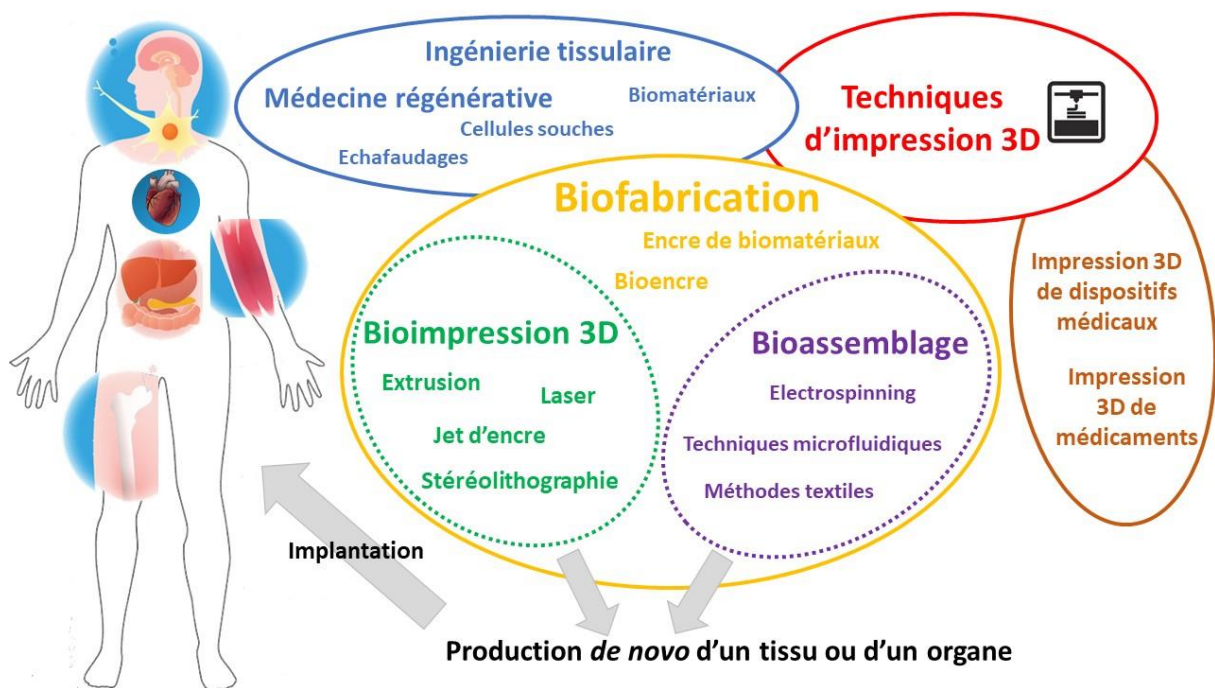 Ingénierie tissulaire
Médecine régénérative
Biomatériaux
Cellules souches
Echafaudages
Techniques
d’impression 3D
Biofabrication
Encre de biomatériaux
Bioencre
Impression 3D
de dispositifs
médicaux
Impression
3D de
médicaments
Bioimpression 3D
Extrusion
Laser
Jet d’encre
Stéréolithographie
Bioassemblage
Electrospinning
Techniques microfluidiques
Méthodes textiles
Implantation
Production de novo d’un tissu ou d’un organe